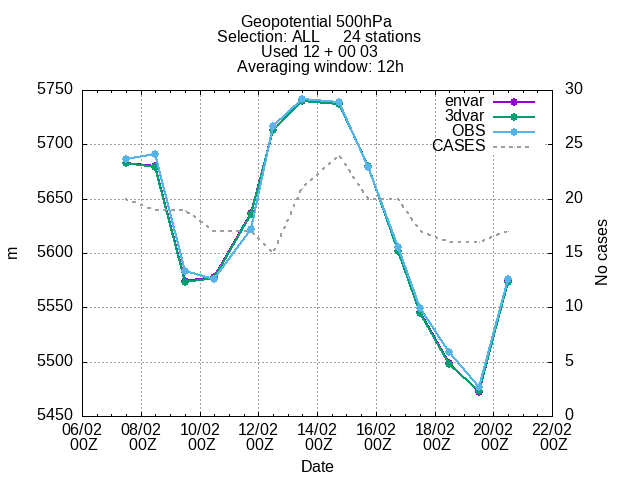 Geopotential 500hPa
Selection: ALL 24 stations
Used 12 + 00 03
Averaging window: 12h
5750
5700
5650
5600
5550
5500
5450
m
30
25
20
15
10
5
0
No cases
envar
3dvar
OBS
CASES
06/02 08/02 10/02 12/02 14/02 16/02 18/02 20/02 22/02
00Z 00Z 00Z 00Z 00Z 00Z 00Z 00Z 00Z
Date